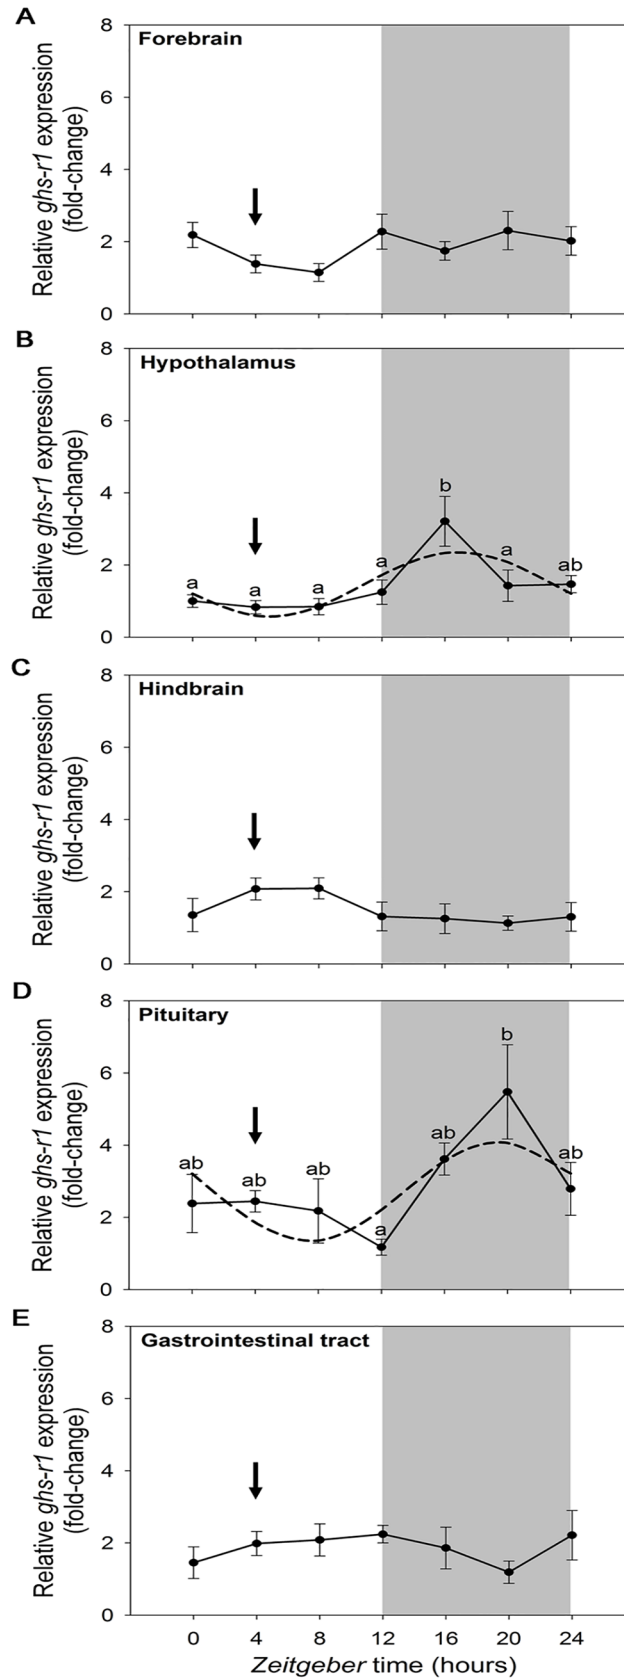 A
Forebrain
Relative ghs-r1 expression
(fold-change)
8
6
4
2
0
B
Hypothalamus
Relative ghs-r1 expression
(fold-change)
8
6
4
2
0
a
a
a
a
b
a
ab
C
Hindbrain
Relative ghs-r1 expression
(fold-change)
8
6
4
2
0
D
Pituitary
Relative ghs-r1 expression
(fold-change)
8
6
4
2
0
ab
ab
ab
a
ab
b
ab
E
Gastrointestinal tract
Relative ghs-r1 expression
(fold-change)
8
6
4
2
0
0 4 8 12 16 20 24
Zeitgeber time (hours)